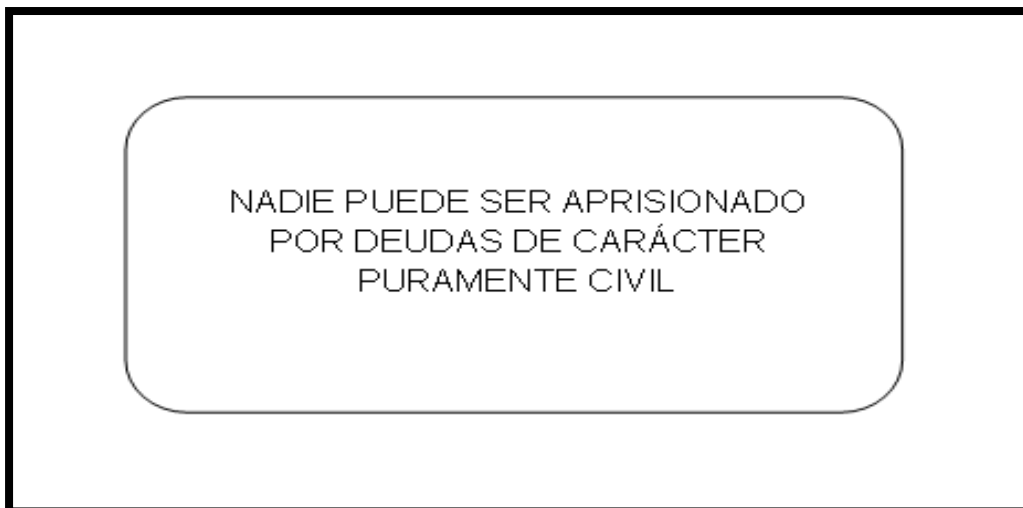 NADIE PUEDE SER APRISIONADO
POR DEUDAS DE CARÁCTER
PURAMENTE CIVIL